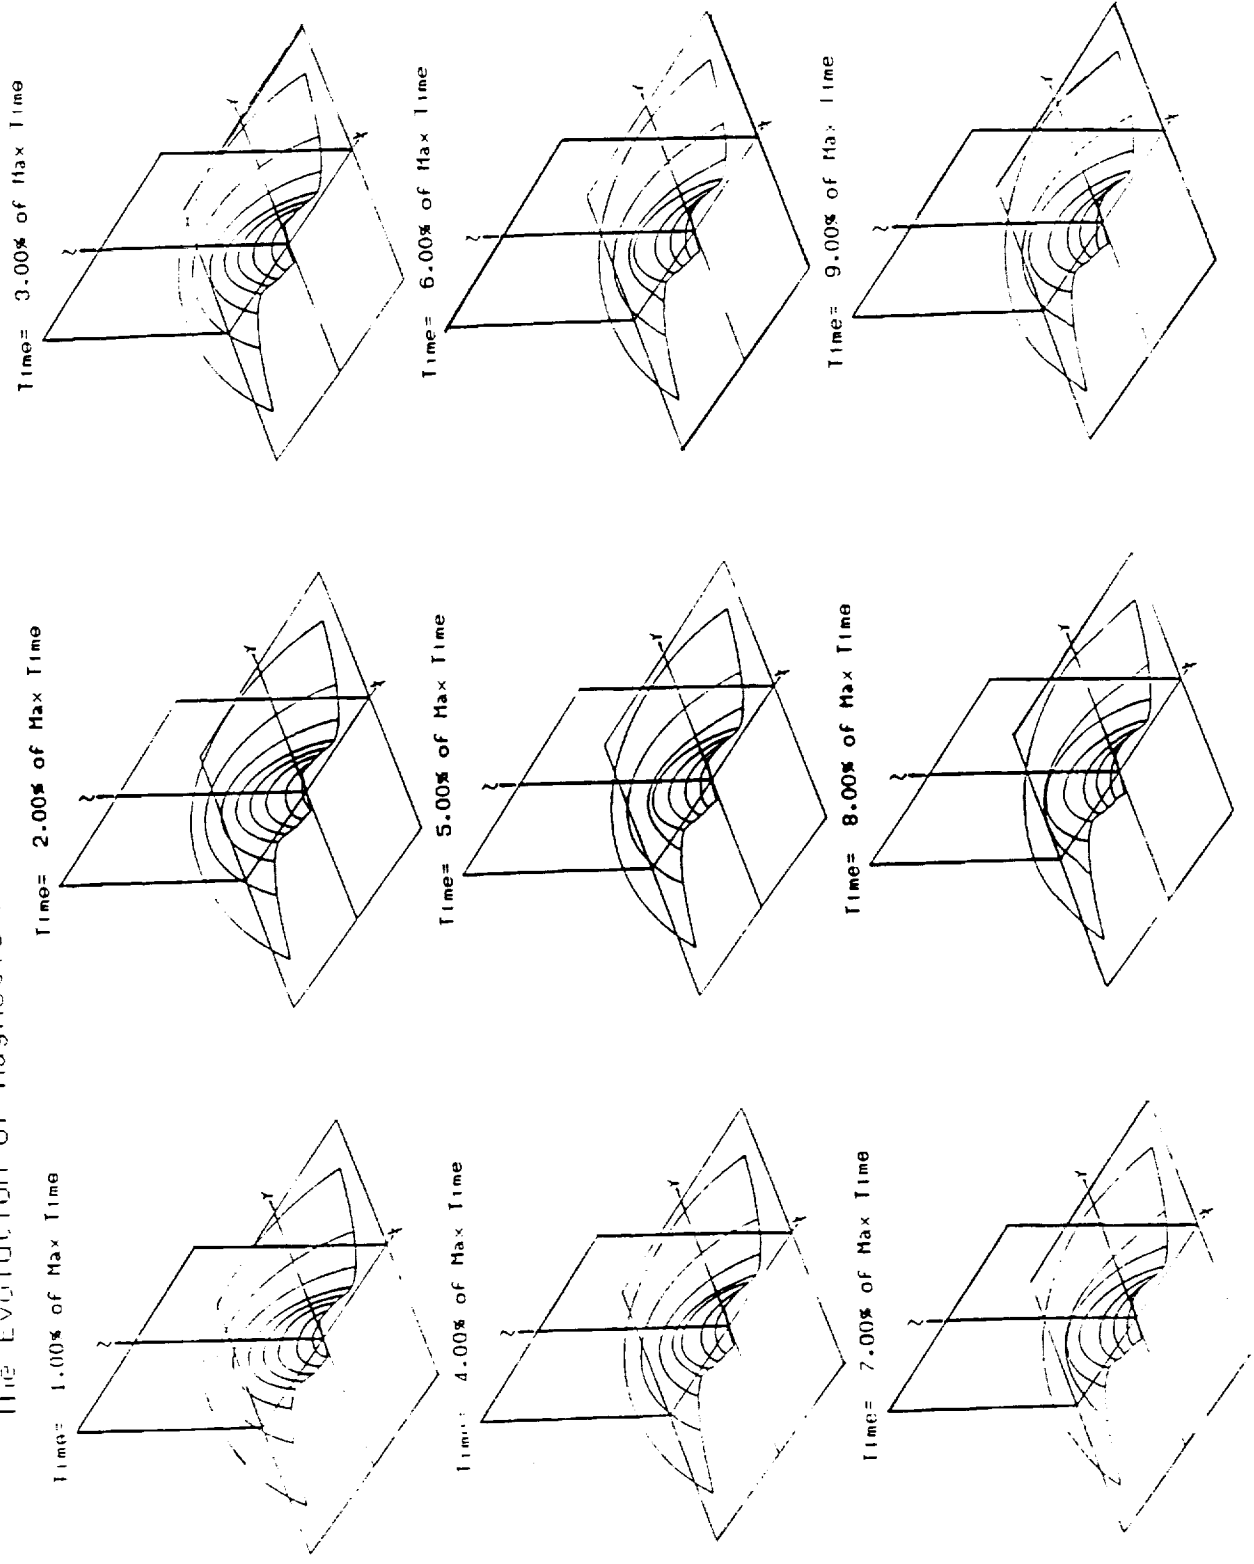 The Evolution of
Time= 1.00% of Max Time
Z
Y
X
Time= 2.00% of Max Time
Z
Y
X
Time= 3.00% of Max Time
Z
Y
X
Time= 4.00% of Max Time
Z
Y
X
Time= 5.00% of Max Time
Z
Y
X
Time= 6.00% of Max Time
Z
Y
X
Time= 7.00% of Max Time
Z
Y
X
Time= 8.00% of Max Time
Z
Y
X
Time= 9.00% of Max Time
Z
Y
X